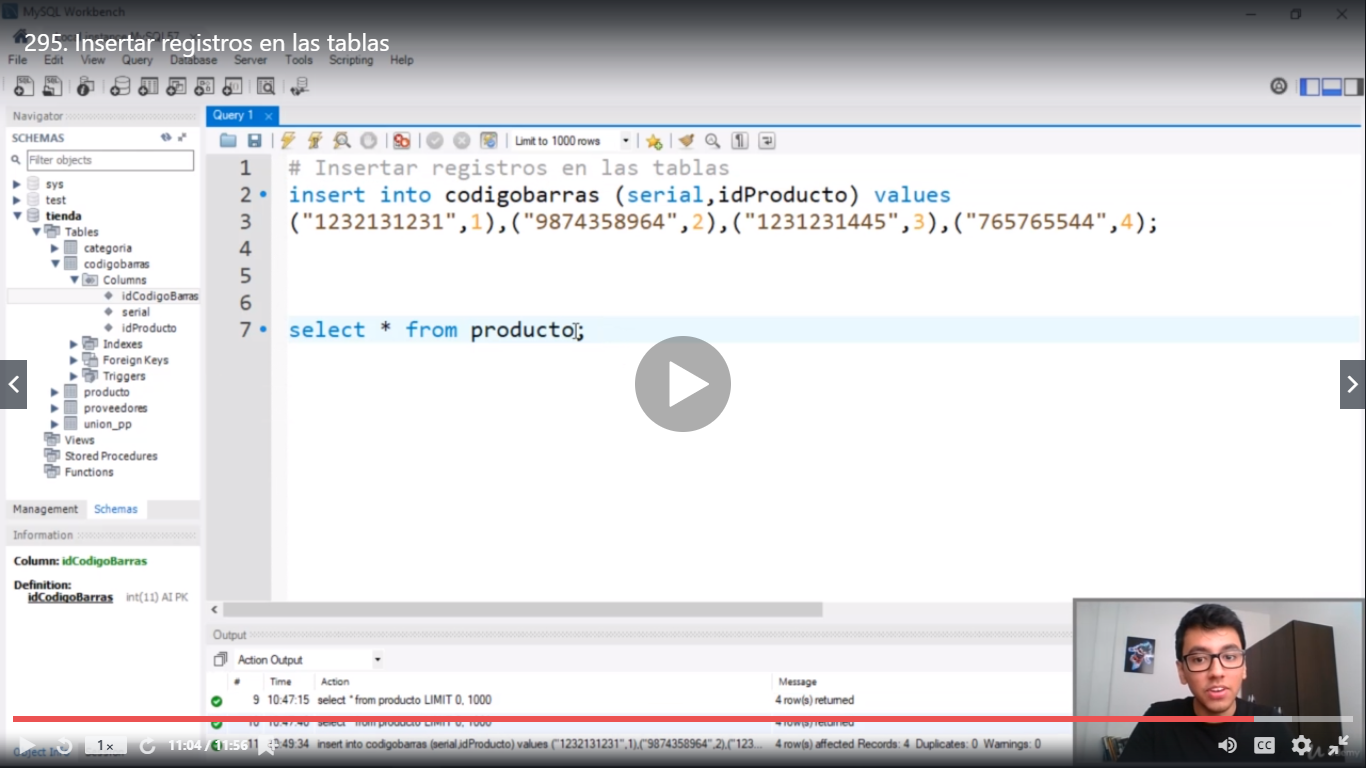 MySQL Workbench
295. Insertar registros en las tablas
File Edit View Query Database Server Tools Scripting Help
Navigator
Query 1
SCHEMAS
Limit to 1000 rows
Filter objects
sys
test
tienda
Tables
categoria
codigobarras
Columns
idCodigoBarras
serial
idProducto
Indexes
Foreign Keys
Triggers
producto
proveedores
union_pp
Views
Stored Procedures
Functions
Management Schemas
Information
Column: idCodigoBarras
Definition:
idCodigoBarras int(11) AI PK
1 # Insertar registros en las tablas
2 insert into codigobarras (serial,idProducto) values
3 ("1232131231",1),("9874358964",2),("1231231445",3),("765765544",4);
4
5
6
7 select * from producto;
Output
Action Output
# Time Action Message
9 10:47:15 select * from producto LIMIT 0, 1000 4 row(s) returned
10 10:47:40 select * from producto LIMIT 0, 1000 4 row(s) returned
11 :49:34 insert into codigobarras (serial,idProducto) values ("1232131231",1),("9874358964",2),("123... 4 row(s) affected Records: 4 Duplicates: 0 Warnings: 0
1x 11:04 / 11:56
CC